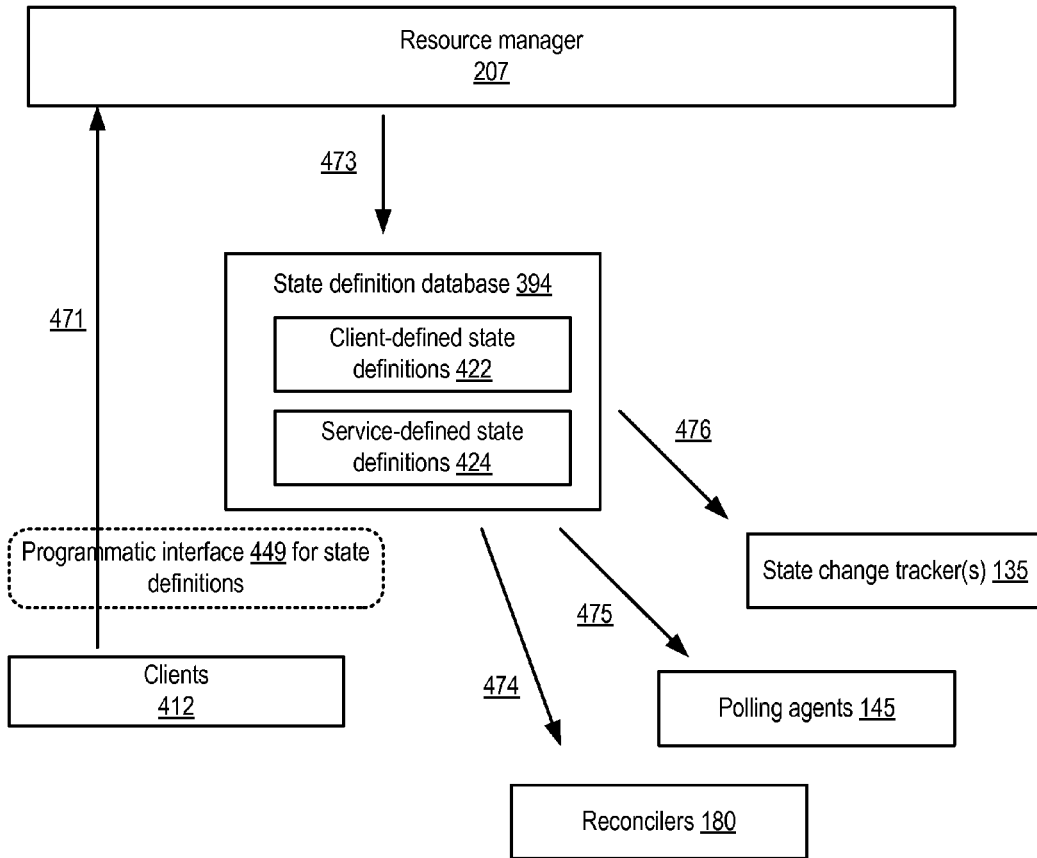 Resource manager
207
473
State definition database 394
471
Client-defined state
definitions 422
Service-defined state
definitions 424
476
Programmatic interface 449 for state
definitions
State change tracker(s) 135
475
Clients
412
474
Polling agents 145
Reconcilers 180